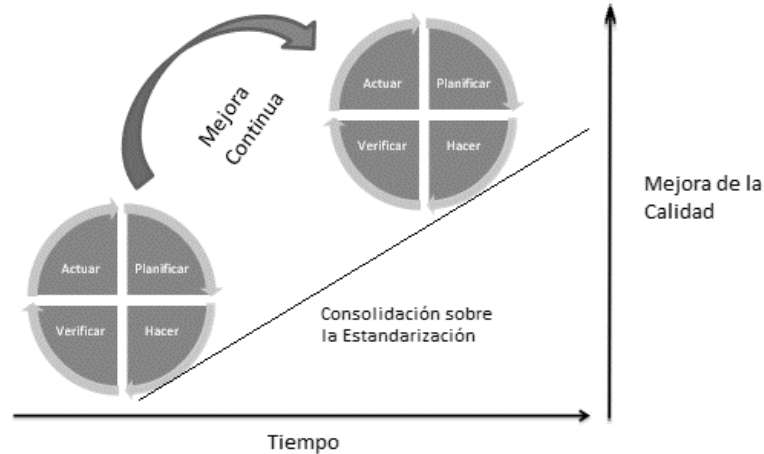 Actuar
Planificar
Verificar
Hacer
Mejora
Continua
Mejora de la
Calidad
Actuar
Planificar
Verificar
Hacer
Consolidación sobre
la Estandarización
Tiempo